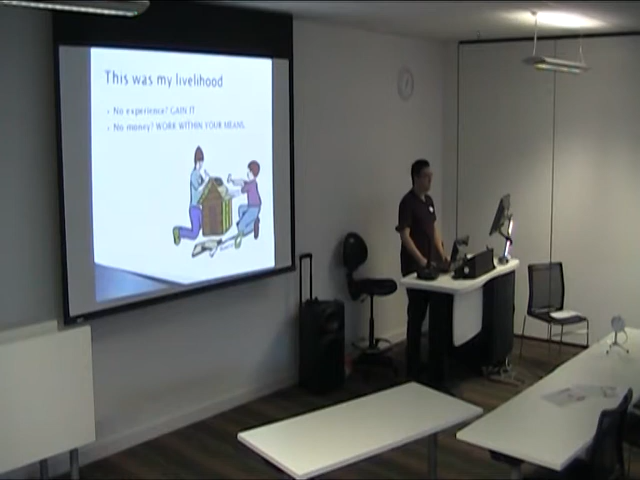 This was my livelihood
No experience? GAIN IT
No money? WORK WITHIN YOUR MEANS